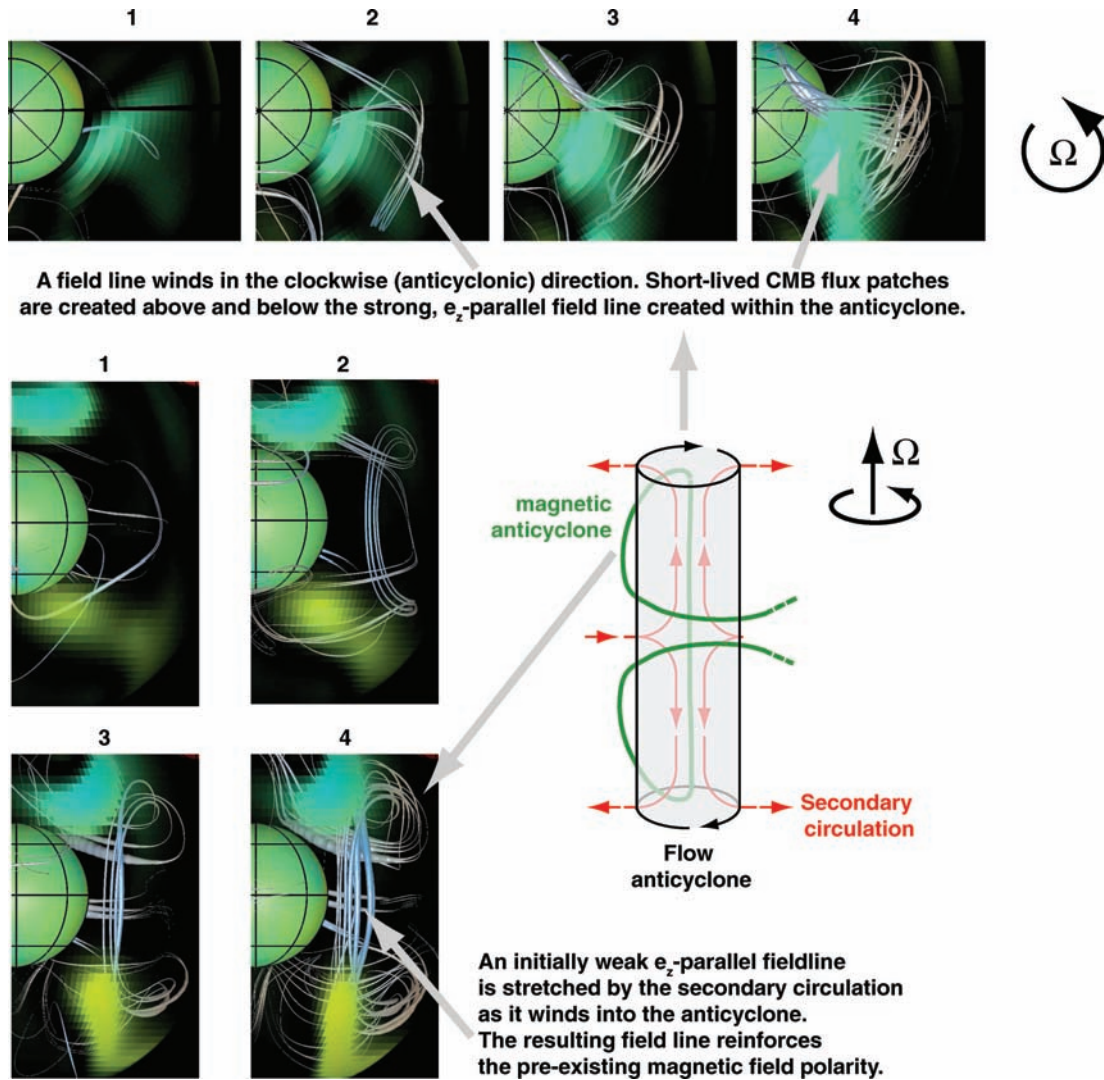 1 2 3 4
Ω
A field line winds in the clockwise (anticyclonic) direction. Short-lived CMB flux patches
are created above and below the strong, e_z-parallel field line created within the anticyclone.
1 2
Ω
magnetic
anticyclone
3 4
Secondary
circulation
Flow
anticyclone
An initially weak e_z-parallel fieldline
is stretched by the secondary circulation
as it winds into the anticyclone.
The resulting field line reinforces
the pre-existing magnetic field polarity.